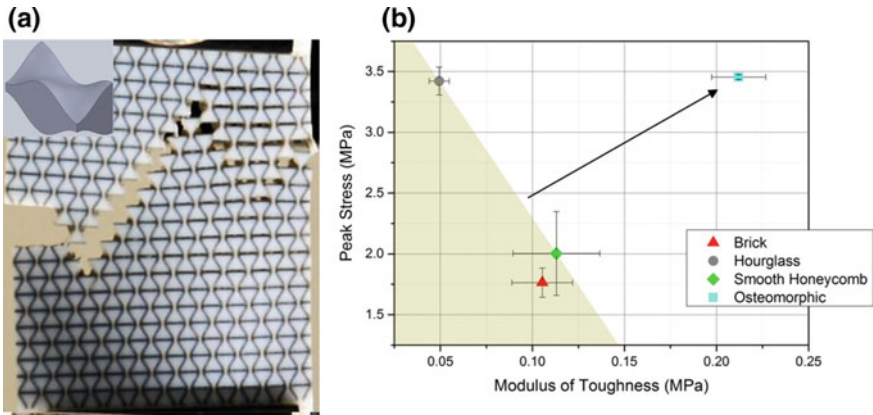 (a)
(b)
3.5
3.0
2.5
2.0
1.5
Peak Stress (MPa)
Brick
Hourglass
Smooth Honeycomb
Osteomorphic
0.05
0.10
0.15
0.20
0.25
Modulus of Toughness (MPa)